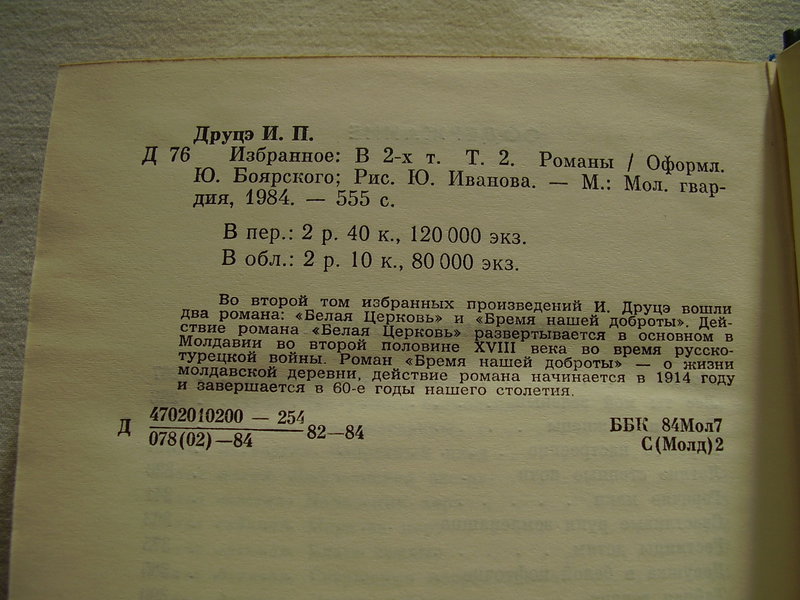 Друцэ И. П.
Д 76 Избранное: В 2-х т. Т. 2. Романы / Оформл.
Ю. Боярского; Рис. Ю. Иванова. — М.: Мол. гвар-
дия, 1984. — 555 с.
В пер.: 2 р. 40 к., 120 000 экз.
В обл.: 2 р. 10 к., 80 000 экз.
Во второй том избранных произведений И. Друцэ вошли
два романа: «Белая Церковь» и «Бремя нашей доброты». Дей-
ствие романа «Белая Церковь» развертывается в основном в
Молдавии во второй половине XVIII века во время русско-
турецкой войны. Роман «Бремя нашей доброты» — о жизни
молдавской деревни, действие романа начинается в 1914 году
и завершается в 60-е годы нашего столетия.
Д 4702010200 — 254
078(02)—84 82—84
ББК 84Мол7
С(Молд)2